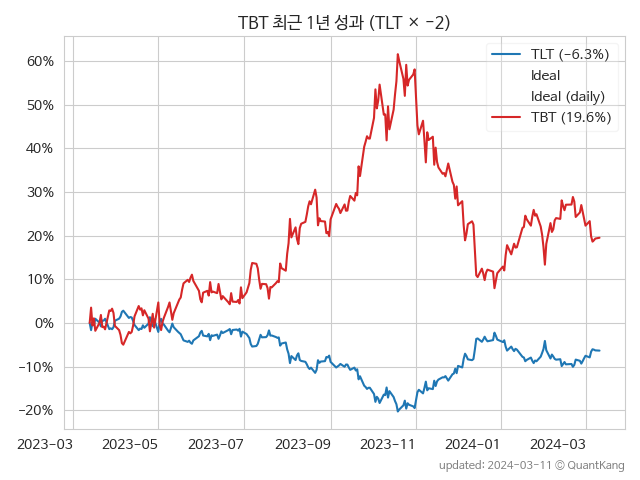 TBT 최근 1년 성과 (TLT × −2)
TLT (−6.3%)
Ideal
Ideal (daily)
TBT (19.6%)
60%
50%
40%
30%
20%
10%
0%
−10%
−20%
2023−03
2023−05
2023−07
2023−09
2023−11
2024−01
2024−03
updated: 2024−03−11 © QuantKang